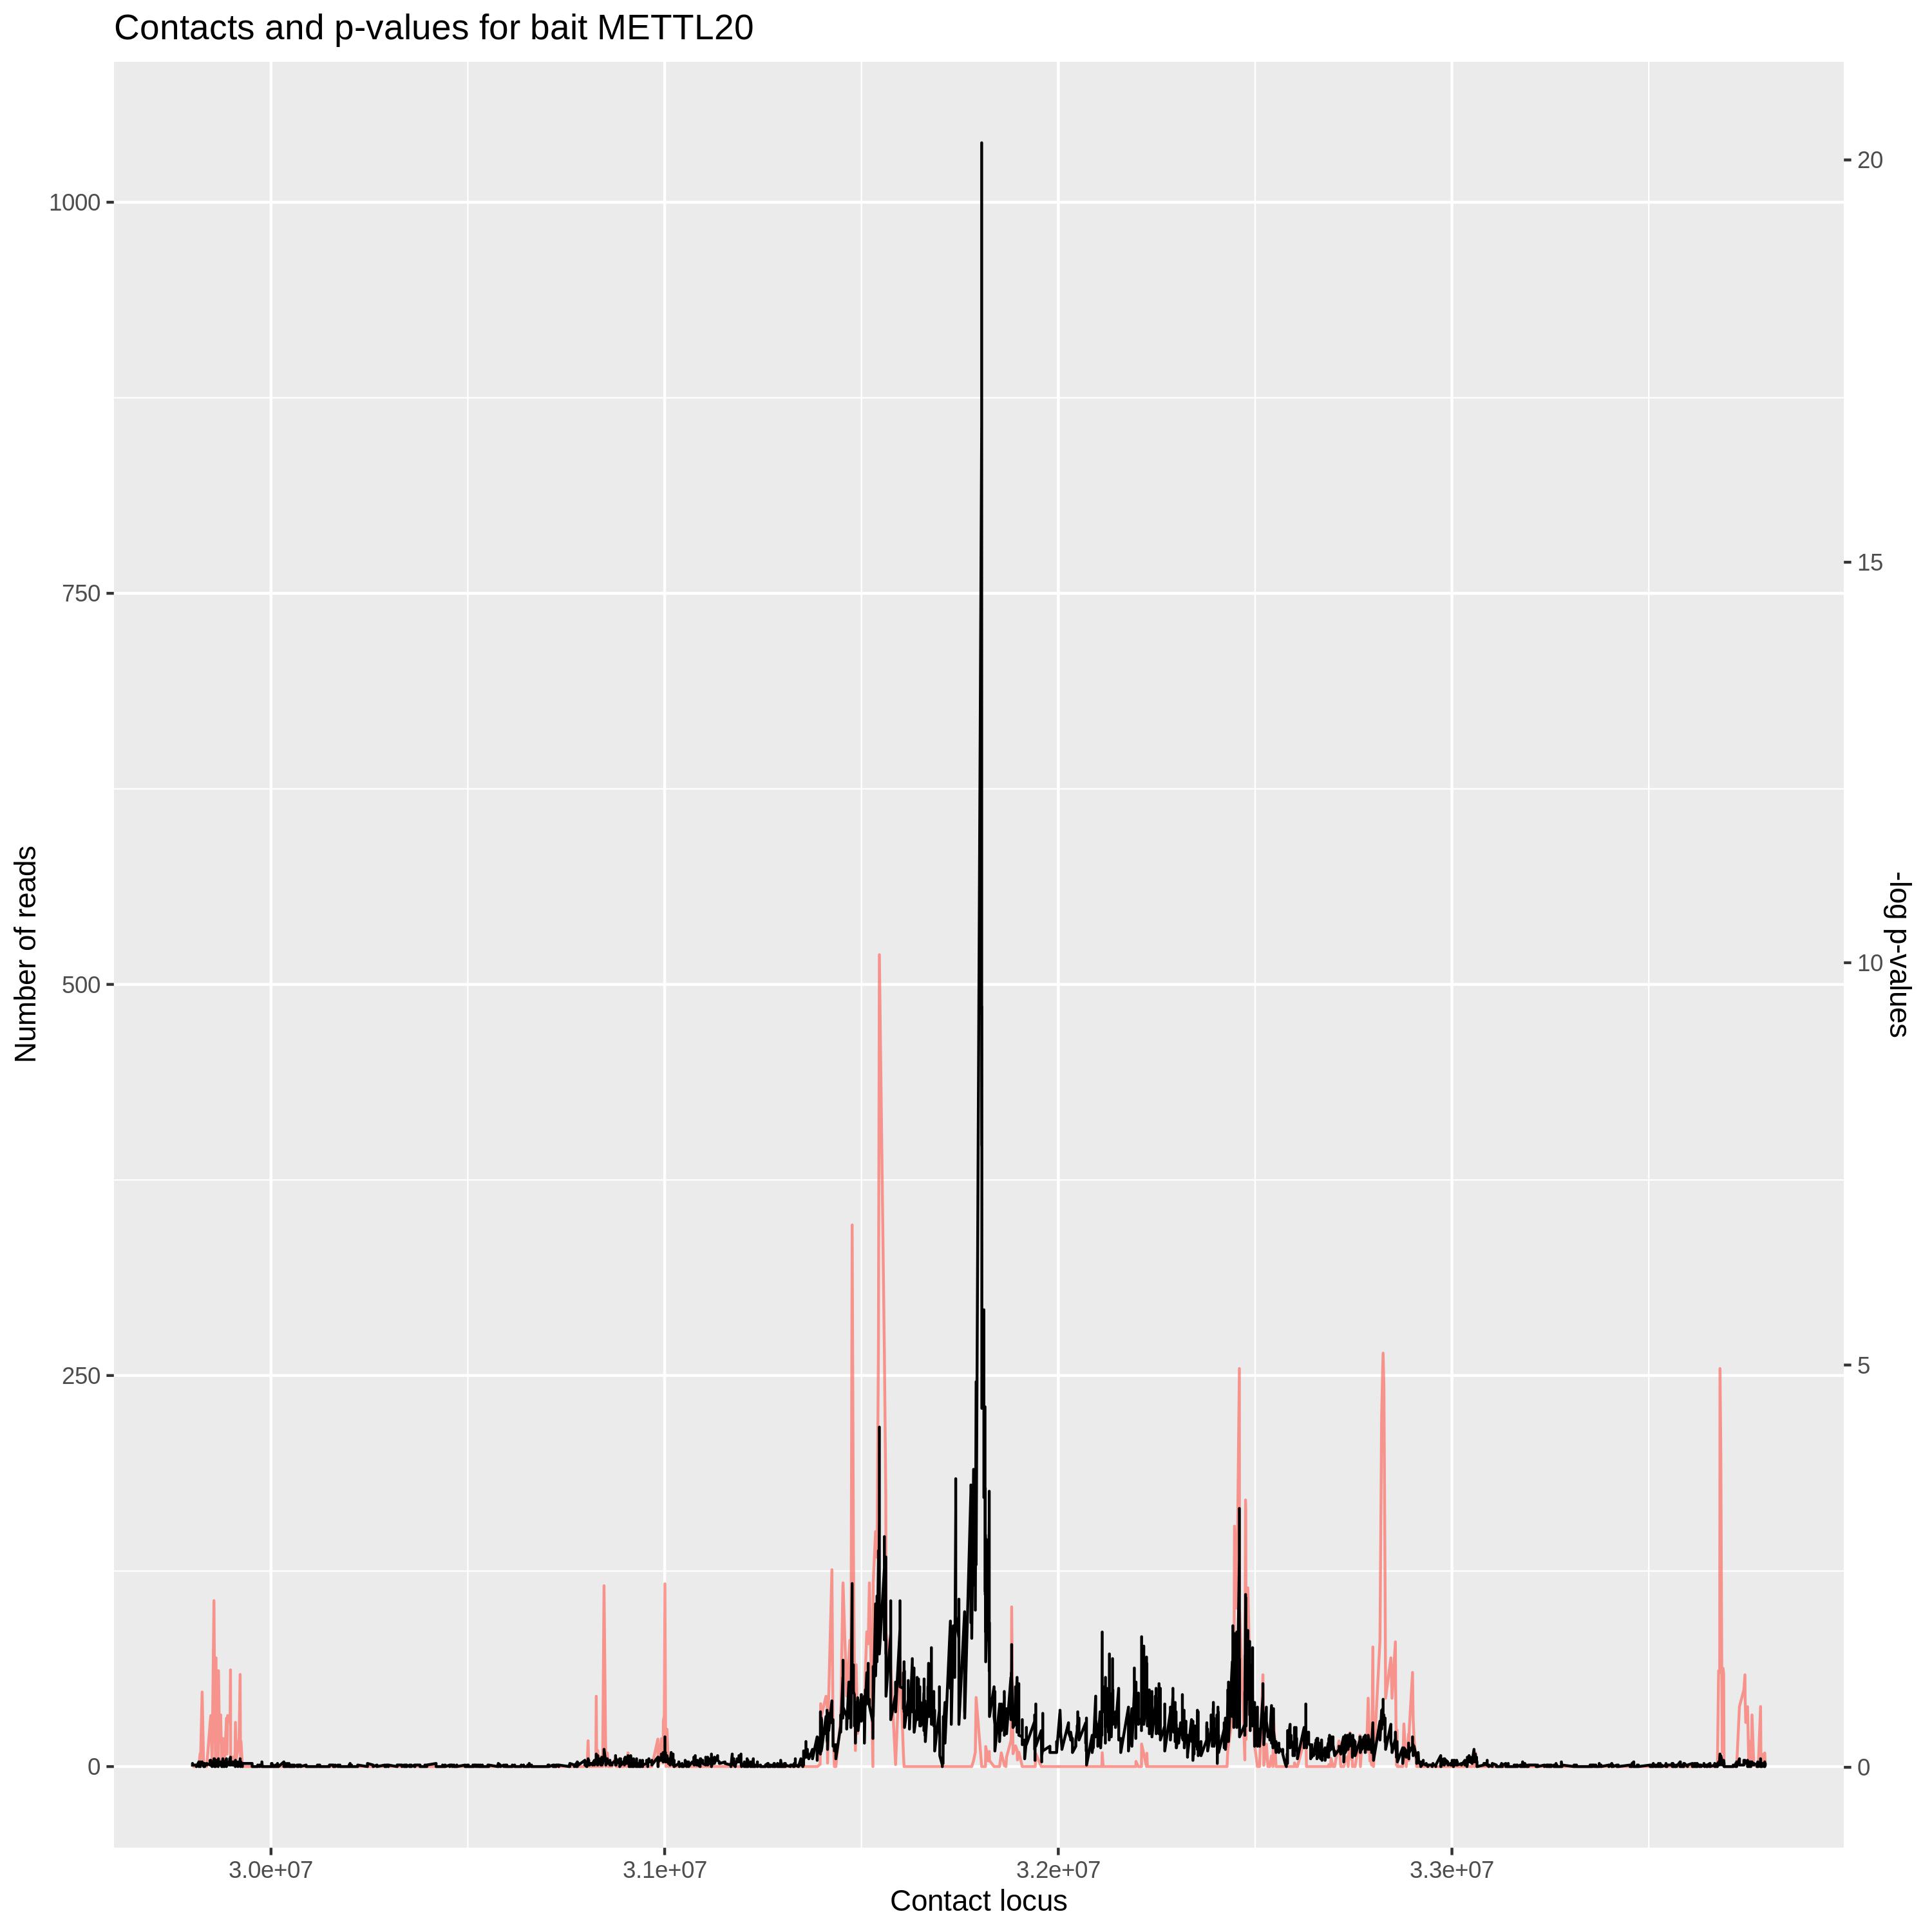 Contacts and p-values for bait METTL20
Number of reads
1000
750
500
250
0
20
15
10
5
0
-log p-values
3.0e+07
3.1e+07
3.2e+07
3.3e+07
Contact locus